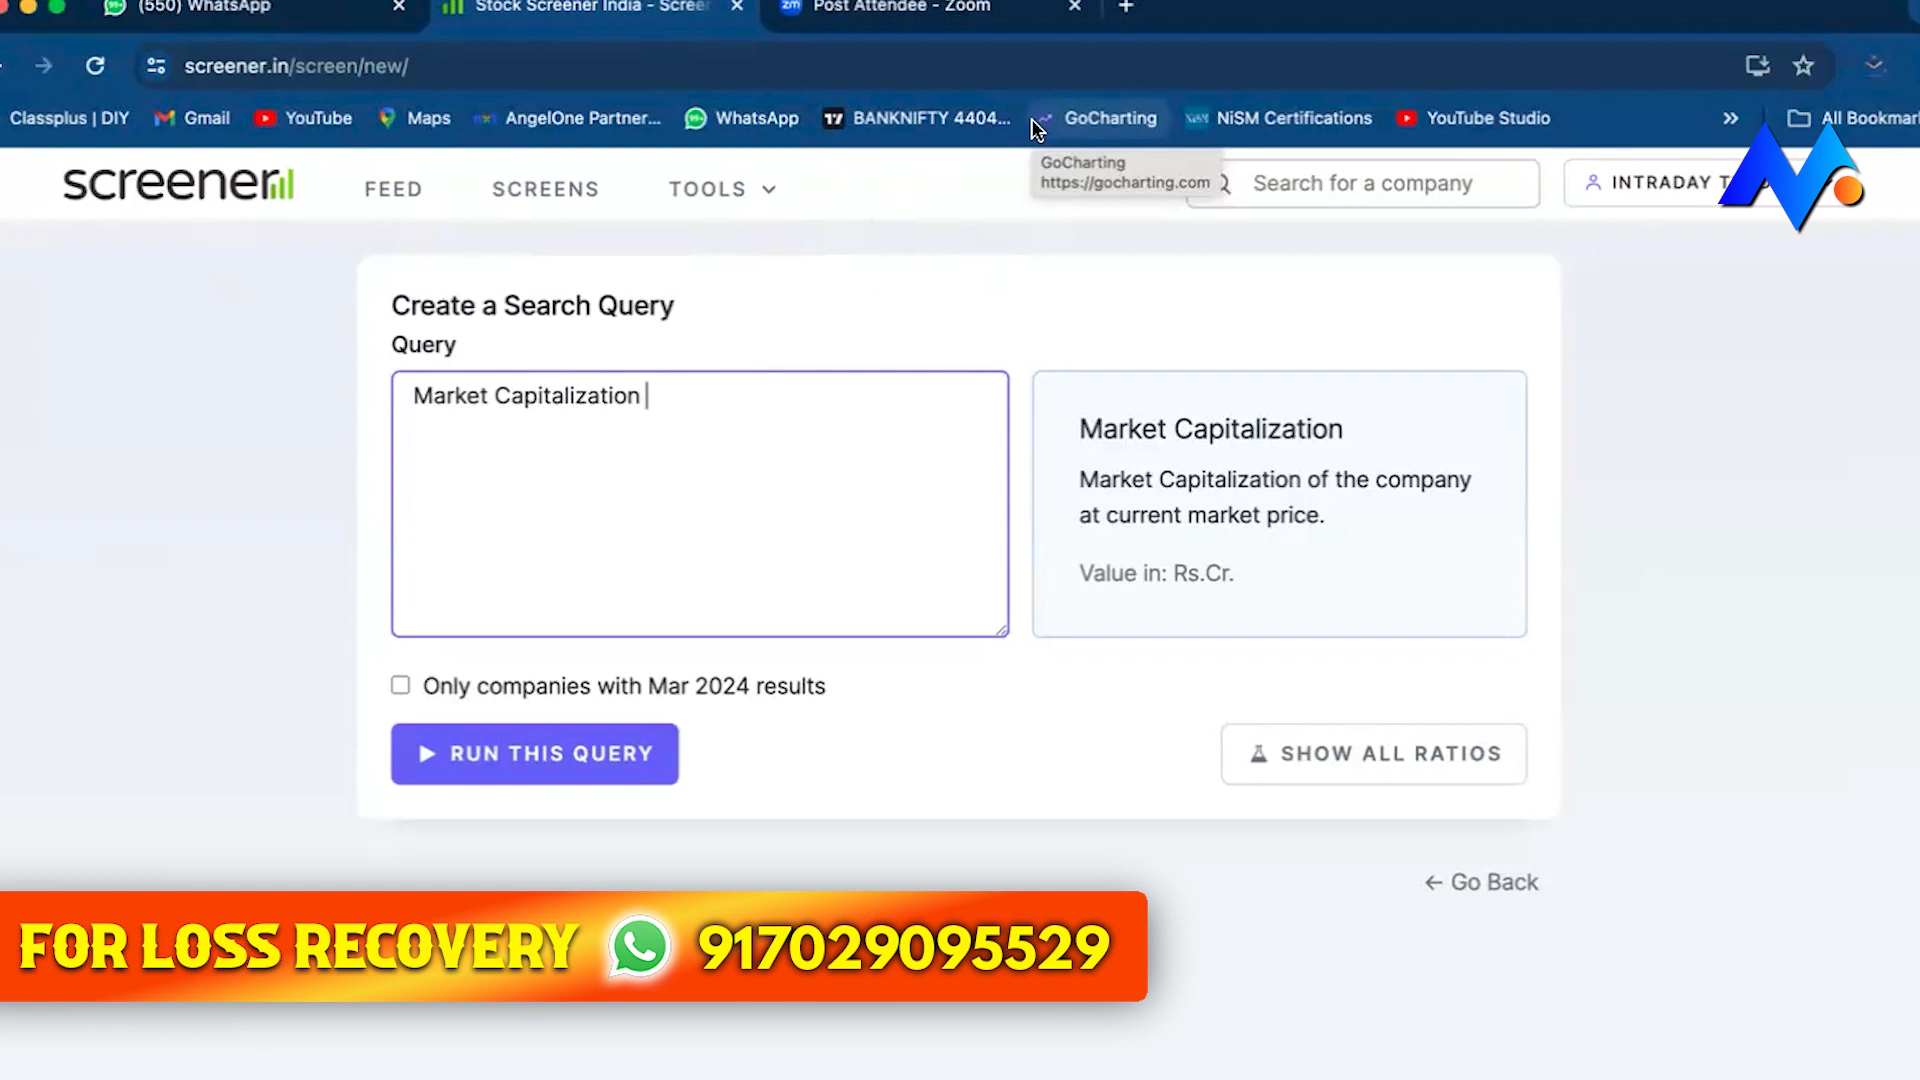 (550) WhatsApp
Stock Screener India - Scree
zm Post Attendee - Zoom
screener.in/screen/new/
Classplus | DIY
Gmail
YouTube
Maps
AngelOne Partner...
WhatsApp
BANKNIFTY 4404...
GoCharting
NiSM Certifications
YouTube Studio
All Bookmar
screener
FEED
SCREENS
TOOLS
GoCharting
https://gocharting.com
Search for a company
INTRADAY
Create a Search Query
Query
Market Capitalization
Market Capitalization
Market Capitalization of the company
at current market price.
Value in: Rs.Cr.
Only companies with Mar 2024 results
RUN THIS QUERY
SHOW ALL RATIOS
← Go Back
FOR LOSS RECOVERY 917029095529